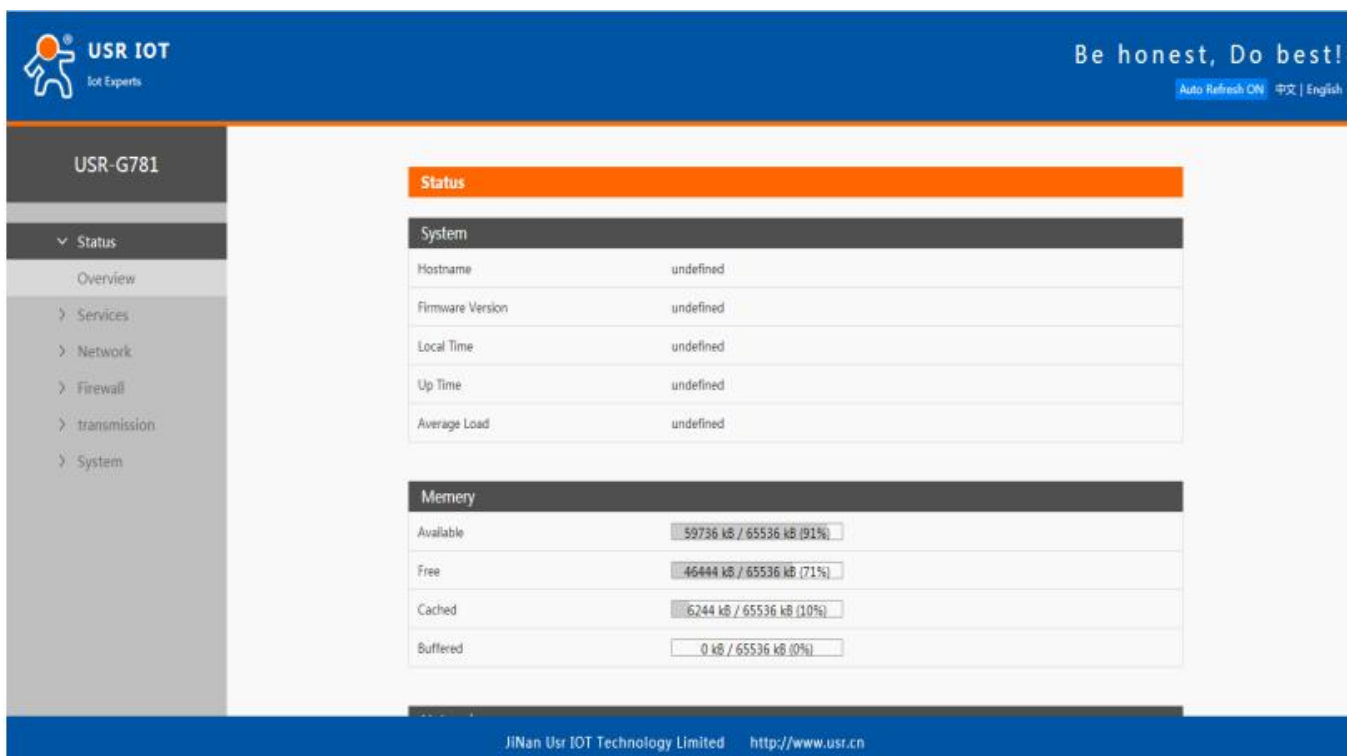 USR IOT
Iot Experts
Be honest, Do best!
Auto Refresh ON 中文 | English
USR-G781
Status
Overview
Services
Network
Firewall
transmission
System
Status
System
Hostname undefined
Firmware Version undefined
Local Time undefined
Up Time undefined
Average Load undefined
Memery
Available 59736 kB / 65536 kB (91%)
Free 46444 kB / 65536 kB (71%)
Cached 6244 kB / 65536 kB (10%)
Buffered 0 kB / 65536 kB (0%)
JiNan Usr IOT Technology Limited http://www.usr.cn